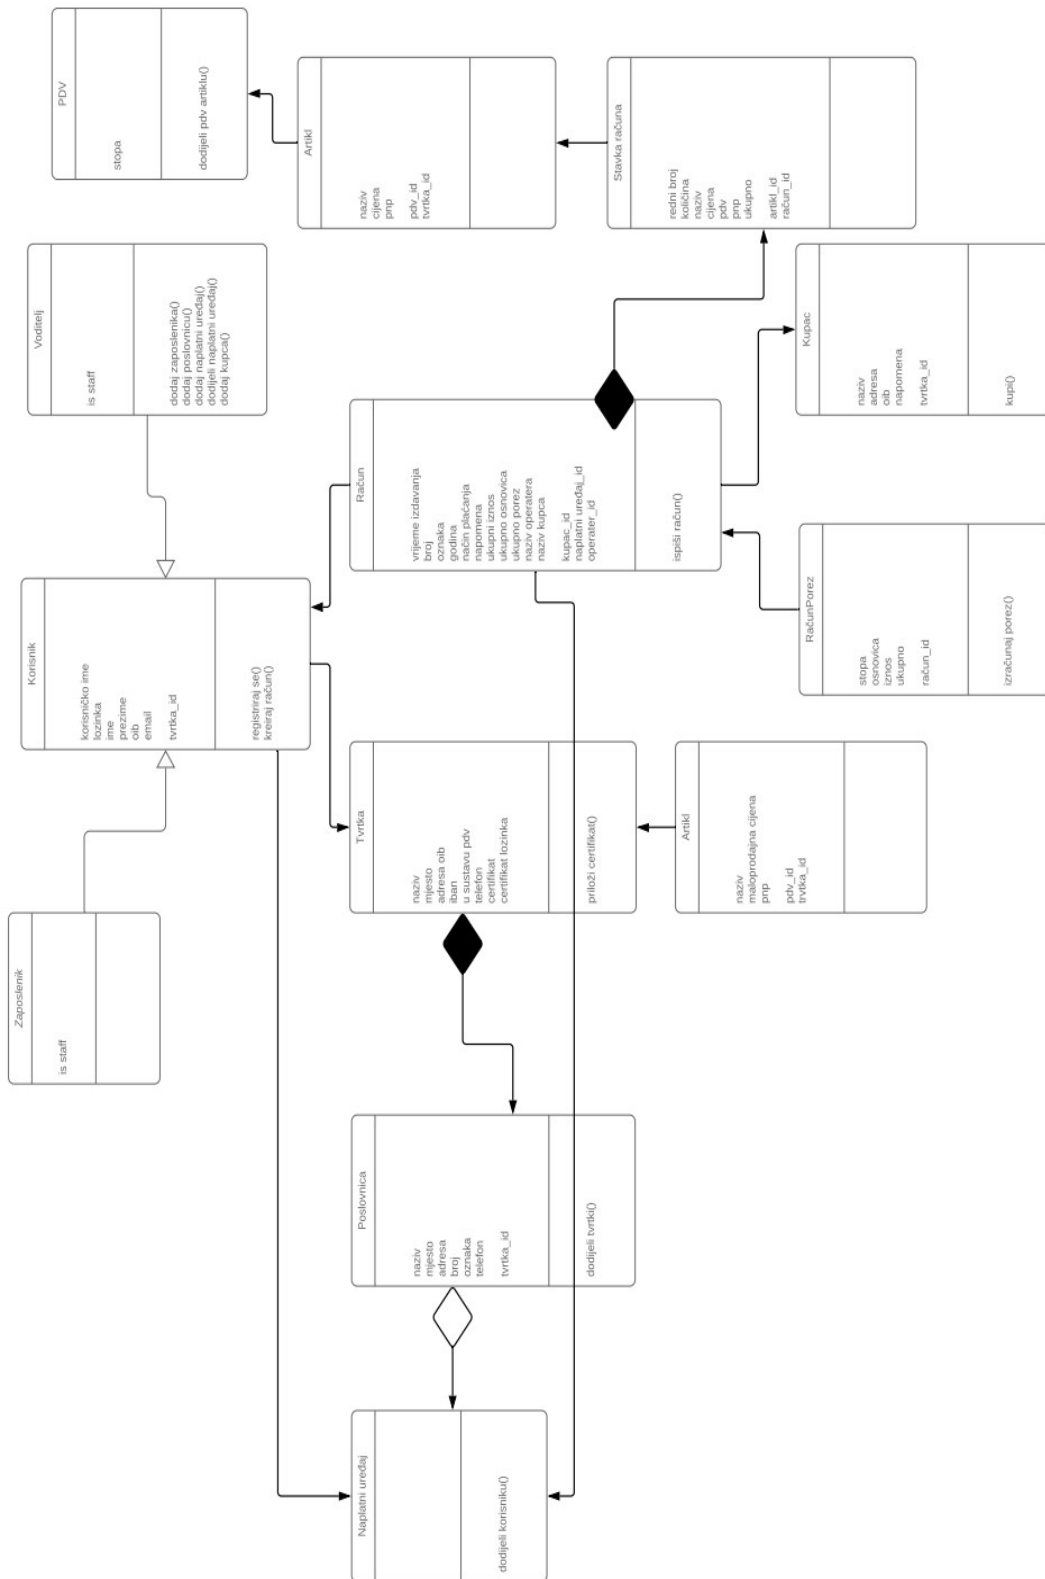 Zaposlenik
is staff
Korisnik
korisničko ime
lozinka
ime
prezime
oib
email
tvrtka_id
registriraj se()
kreiraj račun()
Voditelj
is staff
dodaj zaposlenika()
dodaj poslovnicu()
dodaj naplatni uređaj()
dodijeli naplatni uređaj()
dodaj kupca()
PDV
stopa
dodijeli pdv artiklu()
Naplatni uređaj
dodijeli korisniku()
Poslovnica
naziv
mjesto
adresa
broj
oznaka
telefon
tvrtka_id
dodijeli tvrtki()
Tvrtka
naziv
mjesto
adresa oib
iban
u sustavu pdv
telefon
certifikat
certifikat lozinka
priloži certifikat()
Račun
vrijeme izdavanja
broj
oznaka
godina
način plaćanja
napomena
ukupni iznos
ukupno osnovica
ukupno porez
naziv operatera
naziv kupca
kupac_id
naplatni uređaj_id
operater_id
ispiši račun()
Artikl
naziv
cijena
pnp
pdv_id
tvrtka_id
Artikl
naziv
maloprodajna cijena
pnp
pdv_id
trvtka_id
RačunPorez
stopa
osnovica
iznos
ukupno
račun_id
izračunaj porez()
Kupac
naziv
adresa
oib
napomena
tvrtka_id
kupi()
Stavka računa
redni broj
količina
naziv
cijena
pdv
pnp
ukupno
artikl_id
račun_id